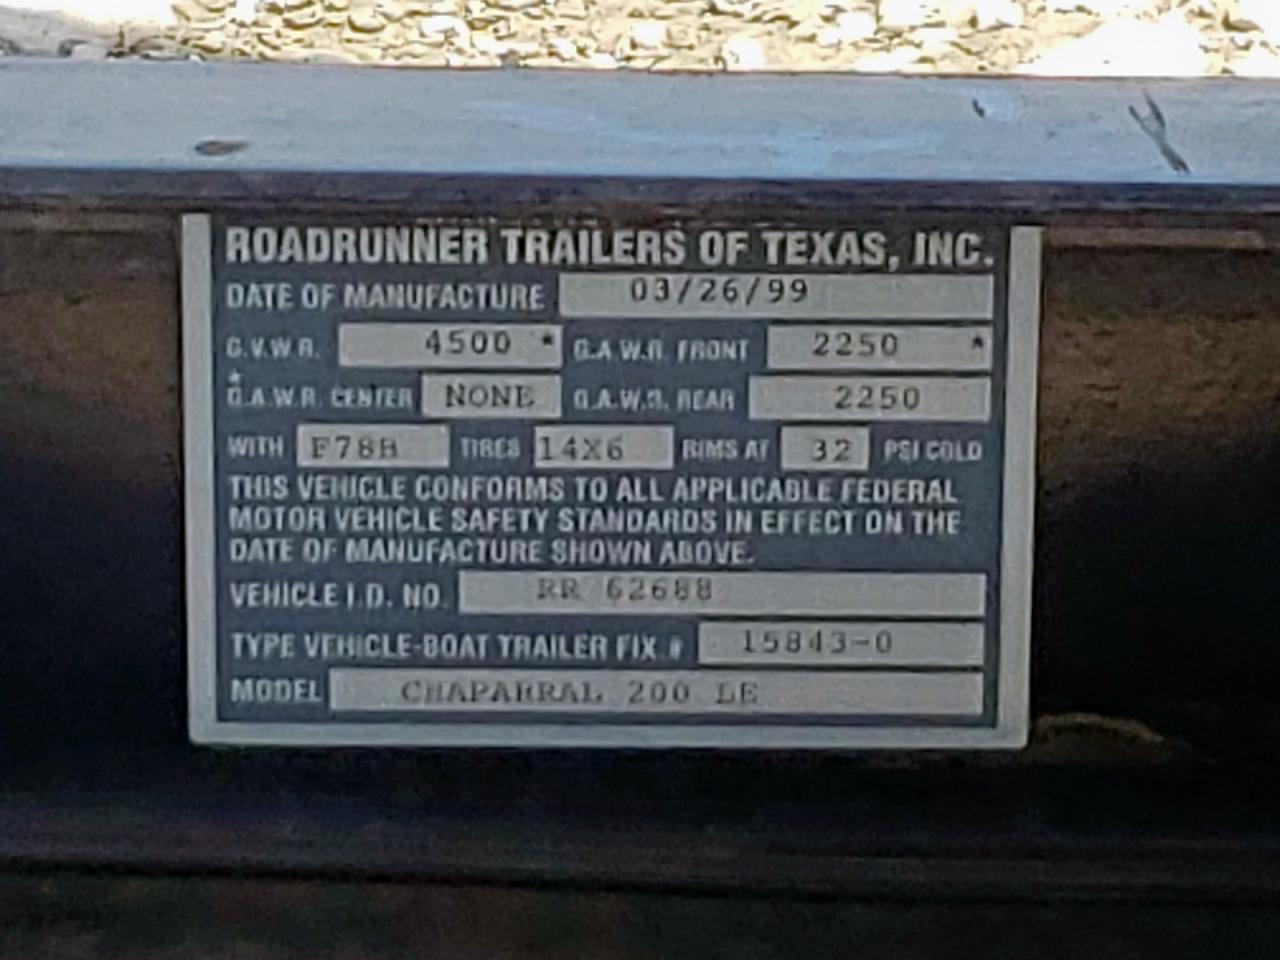 ROADRUNNER TRAILERS OF TEXAS, INC.
DATE OF MANUFACTURE 03/26/99
G.V.W.R. 4500 * G.A.W.R. FRONT 2250 *
* G.A.W.R. CENTER NONE G.A.W.R. REAR 2250
WITH F78B TIRES 14X6 RIMS AT 32 PSI COLD
THIS VEHICLE CONFORMS TO ALL APPLICABLE FEDERAL
MOTOR VEHICLE SAFETY STANDARDS IN EFFECT ON THE
DATE OF MANUFACTURE SHOWN ABOVE.
VEHICLE I.D. NO. RR 62688
TYPE VEHICLE-BOAT TRAILER FIX # 15843-0
MODEL CHAPARRAL 200 LE